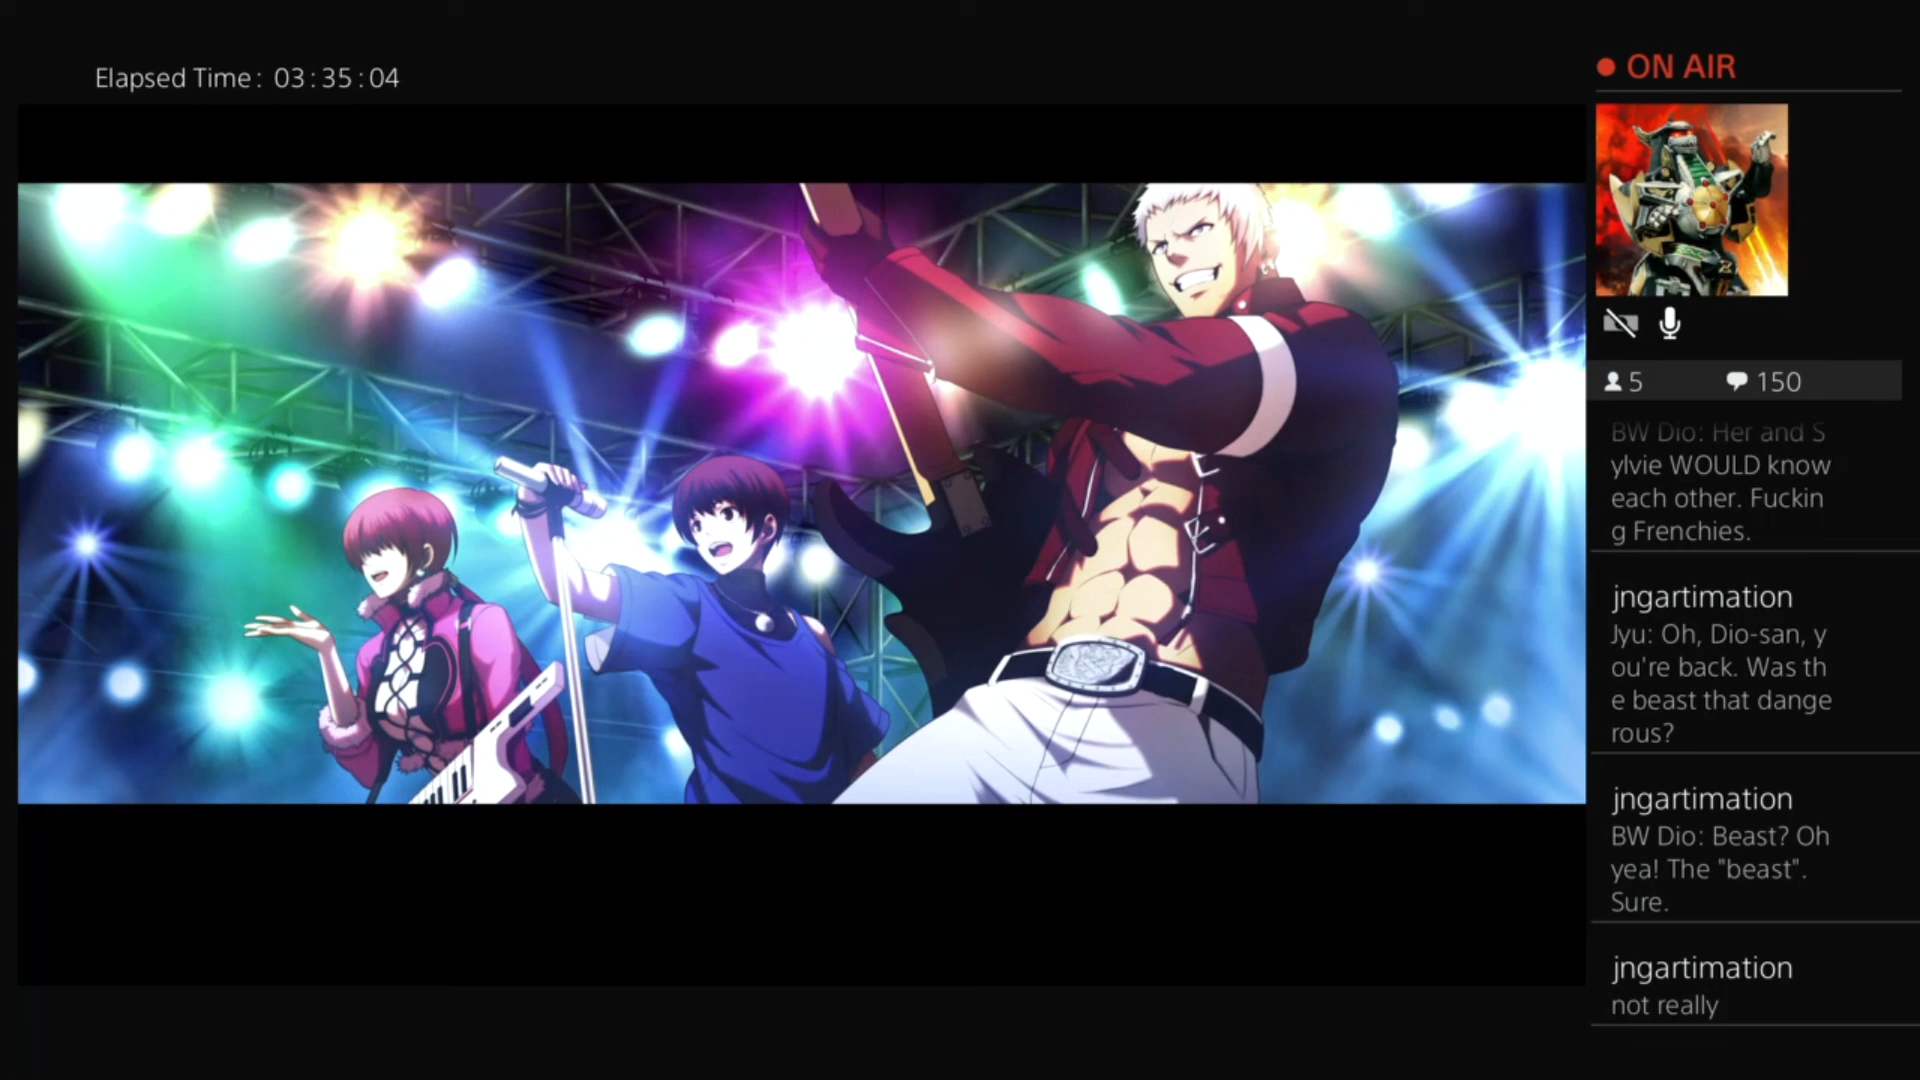 Elapsed Time: 03:35:04
ON AIR
5 150
BW Dio: Her and S
ylvie WOULD know
each other. Fuckin
g Frenchies.
jngartimation
Jyu: Oh, Dio-san, y
ou're back. Was th
e beast that dange
rous?
jngartimation
BW Dio: Beast? Oh
yea! The "beast".
Sure.
jngartimation
not really